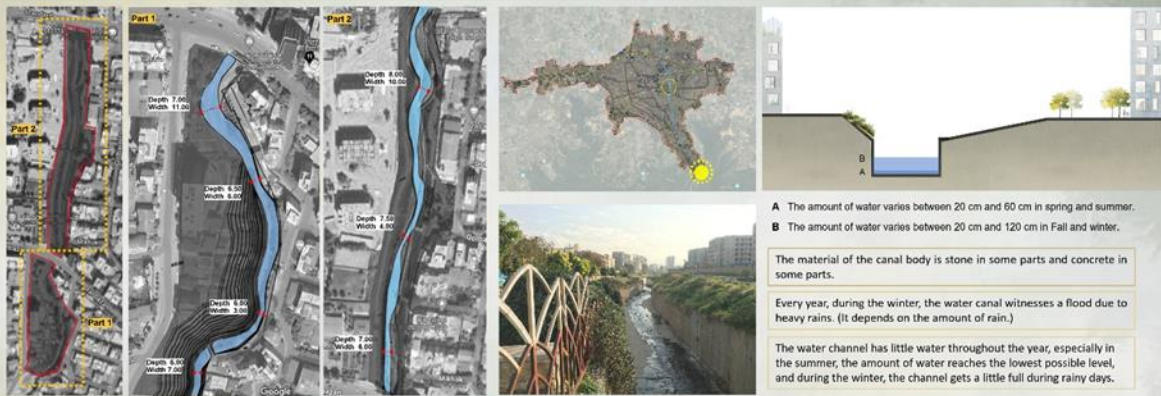 Part 2
Part 1
Part 1
Depth 7.00
Width 11.00
Depth 6.50
Width 5.00
Depth 6.80
Width 3.00
Depth 6.80
Width 7.00
Google
Part 2
Depth 8.00
Width 10.00
Depth 7.50
Width 4.50
Depth 7.00
Width 6.00
B
A
A The amount of water varies between 20 cm and 60 cm in spring and summer.
B The amount of water varies between 20 cm and 120 cm in Fall and winter.
The material of the canal body is stone in some parts and concrete in
some parts.
Every year, during the winter, the water canal witnesses a flood due to
heavy rains. (It depends on the amount of rain.)
The water channel has little water throughout the year, especially in
the summer, the amount of water reaches the lowest possible level,
and during the winter, the channel gets a little full during rainy days.